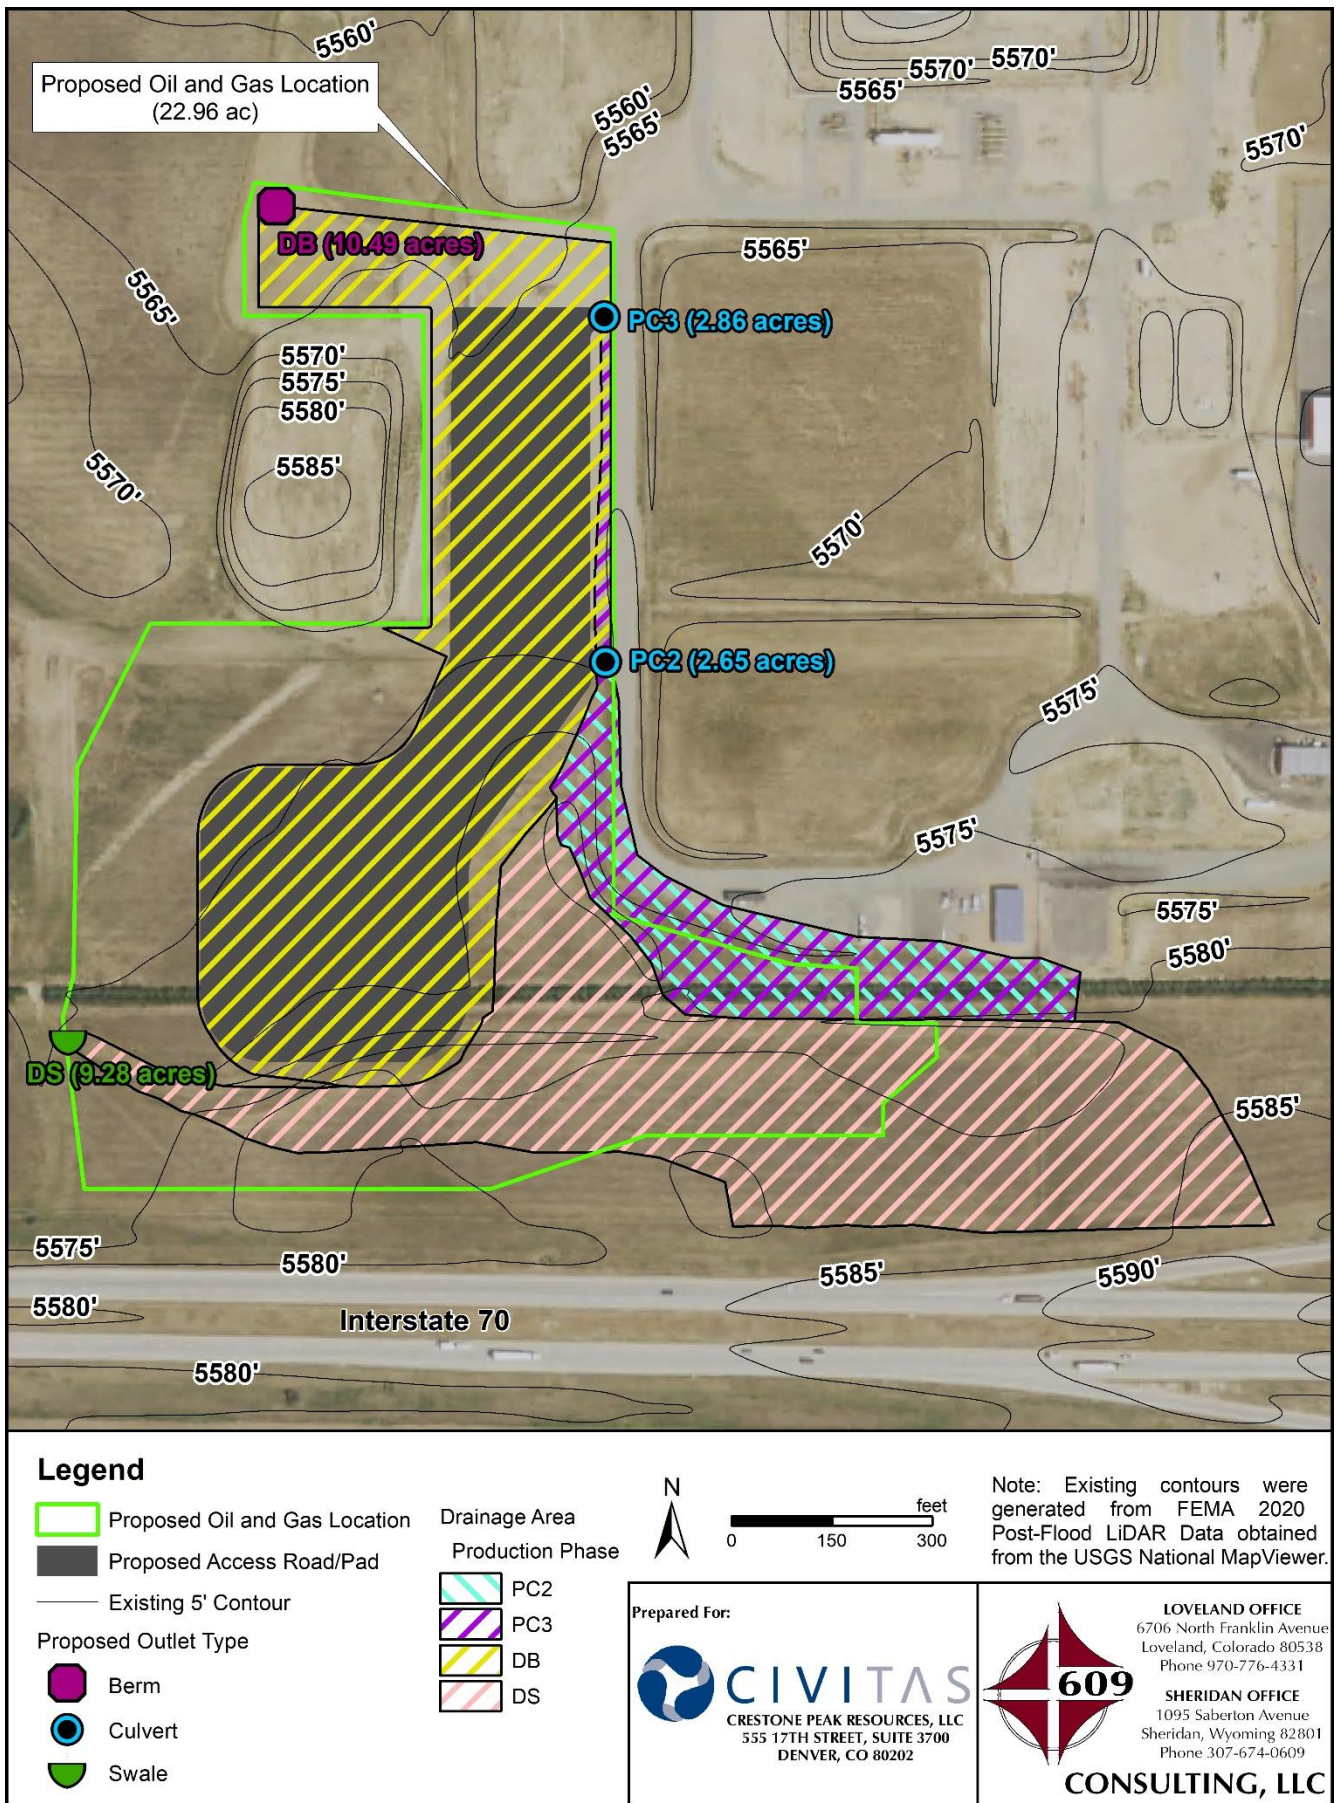 5560'
Proposed Oil and Gas Location
(22.96 ac)
5570'
5570'
5565'
5560'
5565'
5570'
DB (10.49 acres)
5565'
5565'
PC3 (2.86 acres)
5570'
5575'
5580'
5585'
5570'
5570'
PC2 (2.65 acres)
5575'
5575'
5575'
5580'
DS (9.28 acres)
5585'
5575'
5580'
5585'
5590'
5580'
Interstate 70
5580'
Legend
Proposed Oil and Gas Location
Proposed Access Road/Pad
Existing 5' Contour
Proposed Outlet Type
Berm
Culvert
Swale
Drainage Area
Production Phase
PC2
PC3
DB
DS
N
feet
0 150 300
Note: Existing contours were
generated from FEMA 2020
Post-Flood LiDAR Data obtained
from the USGS National MapViewer.
Prepared For:
CIVITAS
CRESTONE PEAK RESOURCES, LLC
555 17TH STREET, SUITE 3700
DENVER, CO 80202
609
LOVELAND OFFICE
6706 North Franklin Avenue
Loveland, Colorado 80538
Phone 970-776-4331
SHERIDAN OFFICE
1095 Saberton Avenue
Sheridan, Wyoming 82801
Phone 307-674-0609
CONSULTING, LLC